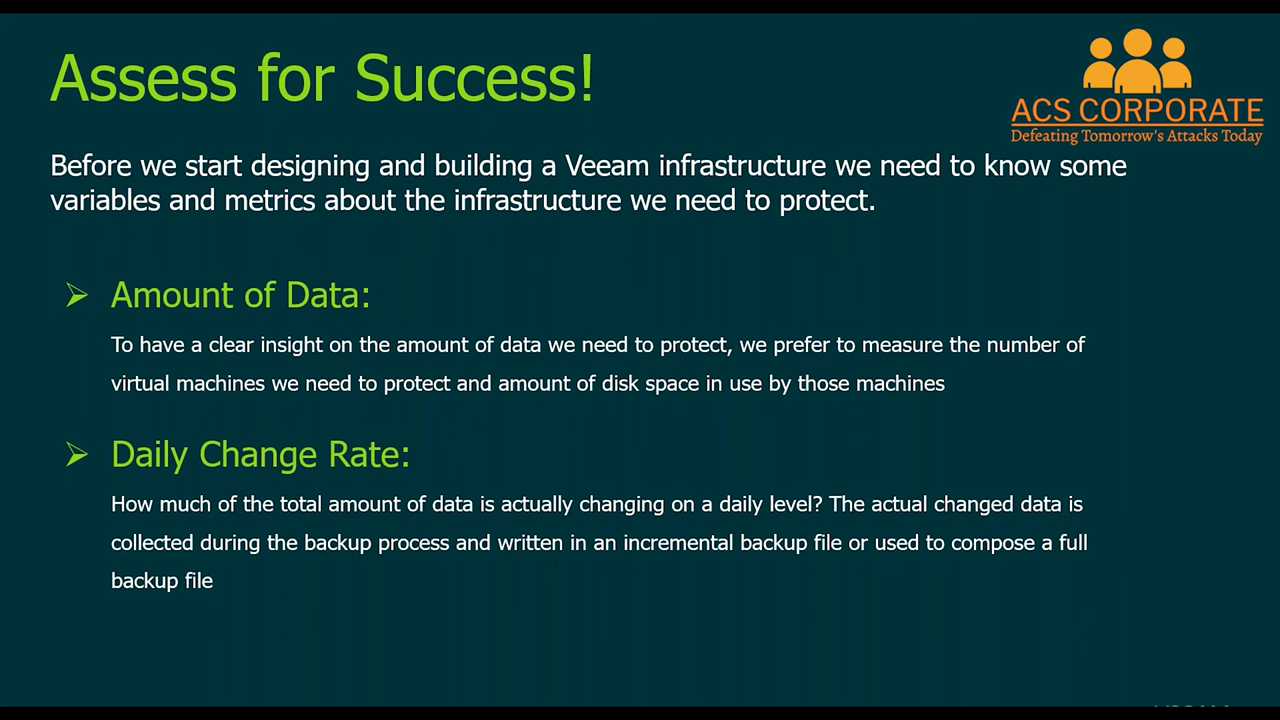 Assess for Success!
ACS CORPORATE
Defeating Tomorrow's Attacks Today
Before we start designing and building a Veeam infrastructure we need to know some
variables and metrics about the infrastructure we need to protect.
Amount of Data:
To have a clear insight on the amount of data we need to protect, we prefer to measure the number of
virtual machines we need to protect and amount of disk space in use by those machines
Daily Change Rate:
How much of the total amount of data is actually changing on a daily level? The actual changed data is
collected during the backup process and written in an incremental backup file or used to compose a full
backup file